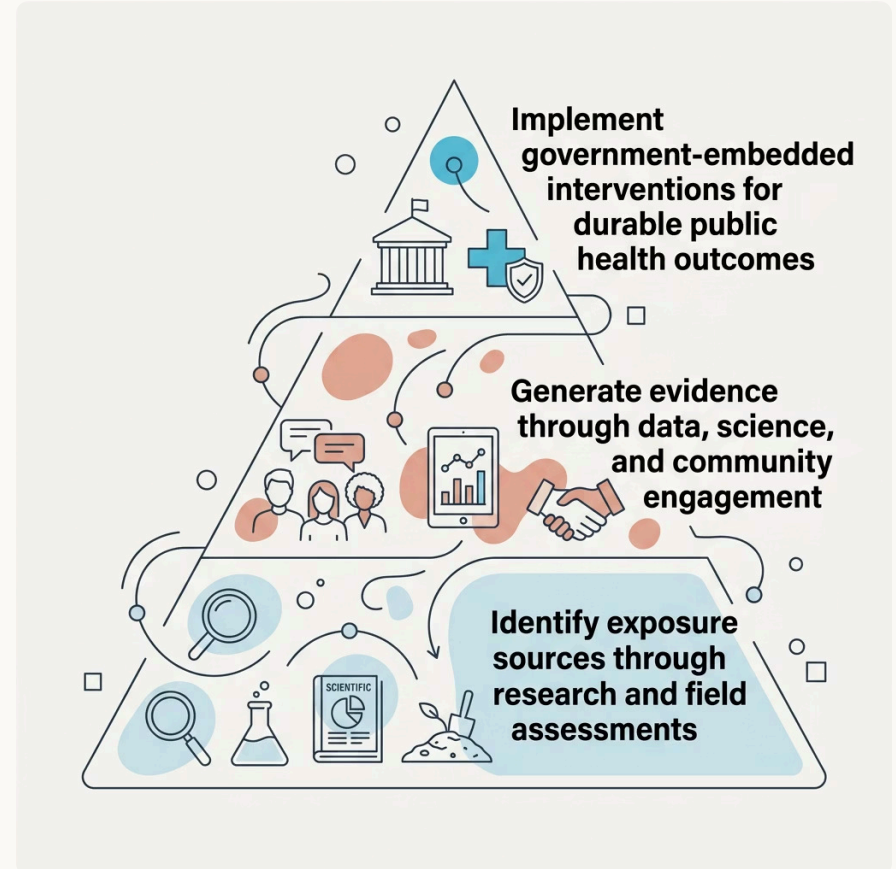 Implement
government-embedded
interventions for
durable public
health outcomes
Generate evidence
through data, science,
and community
engagement
Identify exposure
sources through
research and field
assessments
SCIENTIFIC